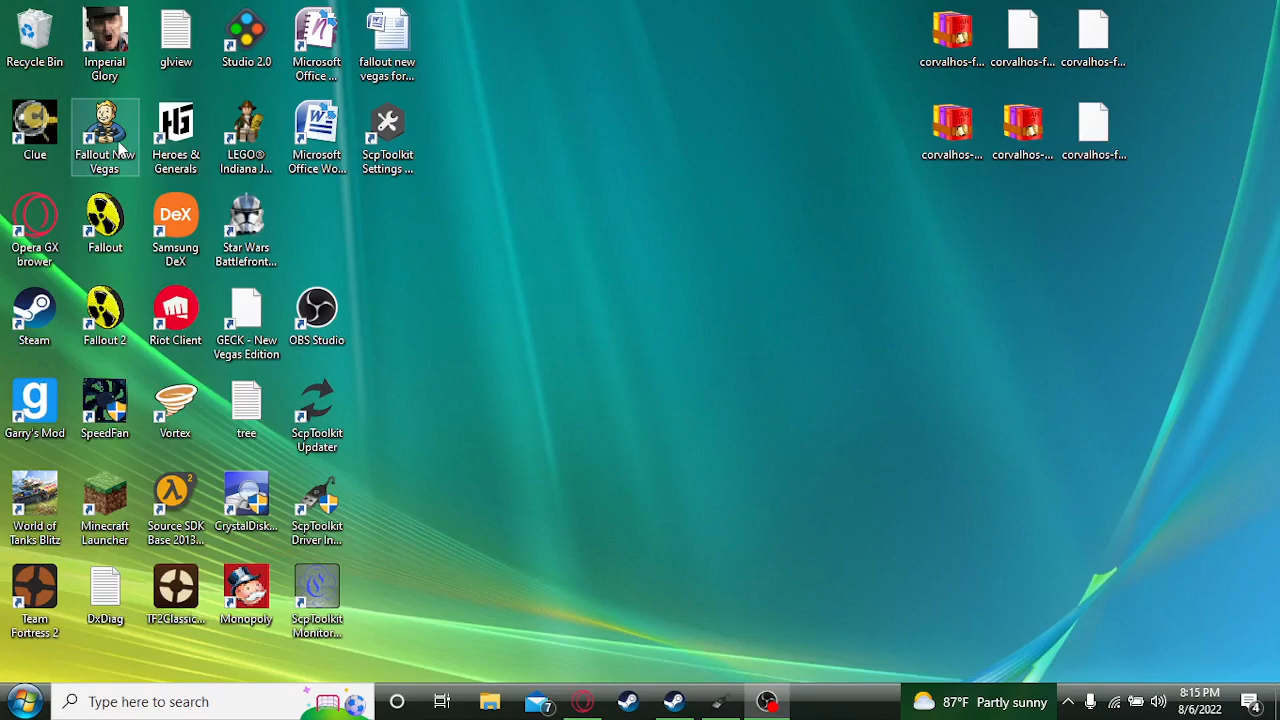 Recycle Bin
Imperial
Glory
glview
Studio 2.0
Microsoft
Office ...
fallout new
vegas for...
corvalhos-f...
corvalhos-f...
corvalhos-f...
Clue
Fallout New
Vegas
Heroes &
Generals
LEGO®
Indiana J...
Microsoft
Office Wo...
ScpToolkit
Settings ...
corvalhos-...
corvalhos-...
corvalhos-f...
Opera GX
brower
Fallout
DeX
Samsung
DeX
Star Wars
Battlefront...
Steam
Fallout 2
Riot Client
GECK - New
Vegas Edition
OBS Studio
Garry's Mod
SpeedFan
Vortex
tree
ScpToolkit
Updater
World of
Tanks Blitz
Minecraft
Launcher
Source SDK
Base 2013...
CrystalDisk...
ScpToolkit
Driver In...
Team
Fortress 2
DxDiag
TF2Classic...
Monopoly
ScpToolkit
Monitor...
Type here to search
7
87°F Partly sunny
8:15 PM
8/6/2022
4